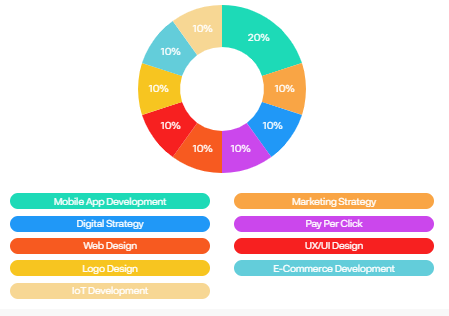 10%
20%
10%
10%
10%
10%
10%
10%
10%
Mobile App Development
Marketing Strategy
Digital Strategy
Pay Per Click
Web Design
UX/UI Design
Logo Design
E-Commerce Development
IoT Development